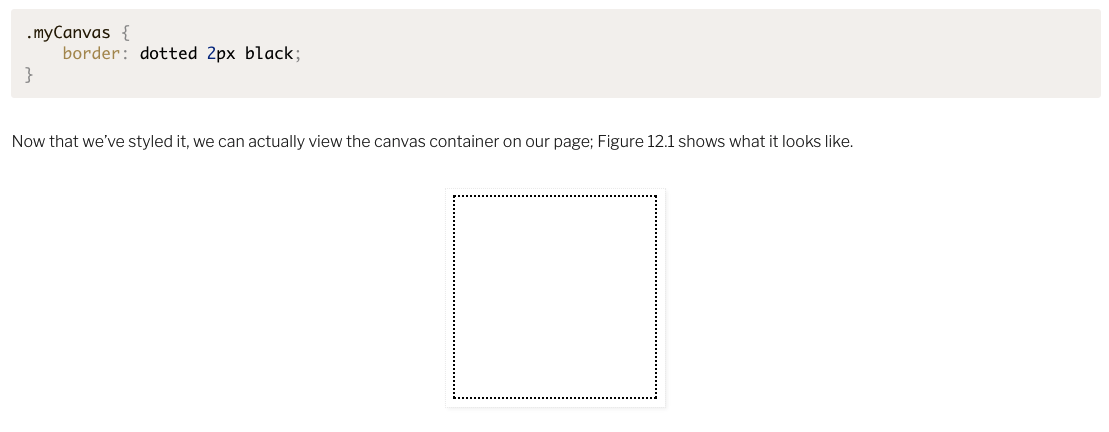 .myCanvas {
    border: dotted 2px black;
}
Now that we’ve styled it, we can actually view the canvas container on our page; Figure 12.1 shows what it looks like.